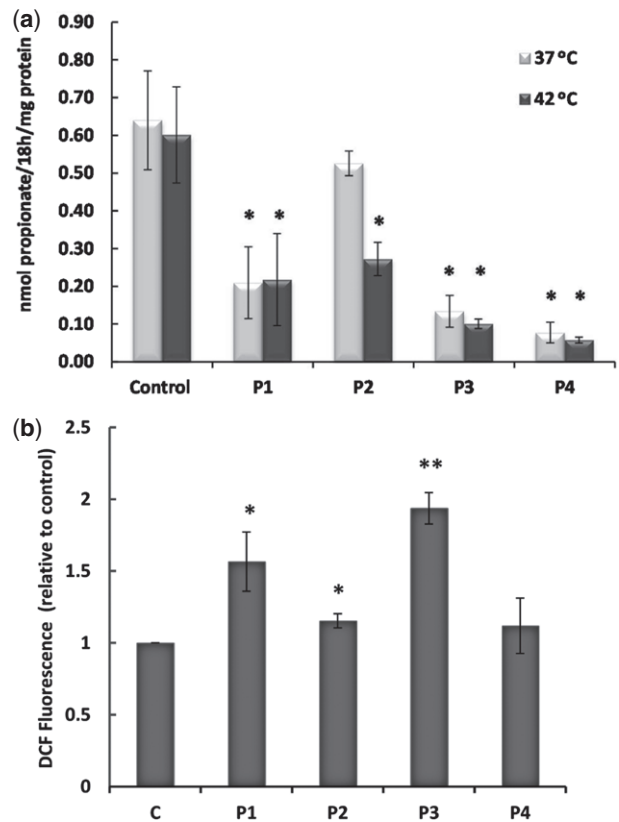 (a)
nmol propionate/18h/mg protein
0.90
0.80
0.70
0.60
0.50
0.40
0.30
0.20
0.10
0.00
37°C
42°C
* *
*
* *
* *
Control P1 P2 P3 P4
(b)
DCF Fluorescence (relative to control)
2.5
2
1.5
1
0.5
0
*
*
**
C P1 P2 P3 P4